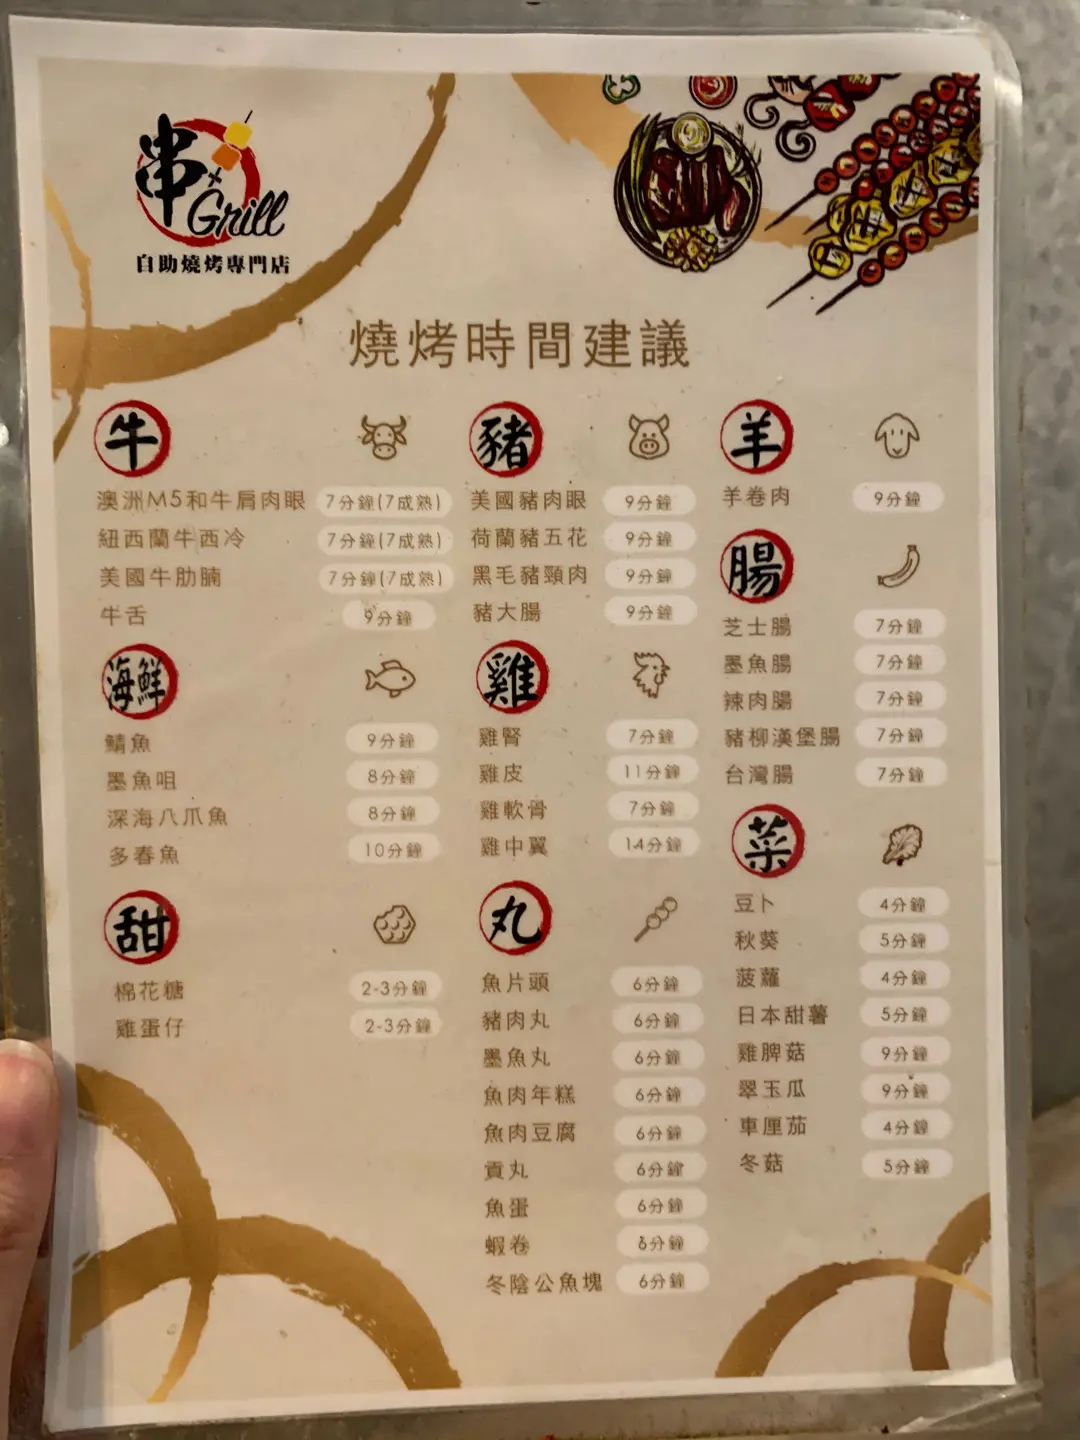 串
×
Grill
自助燒烤專門店
燒烤時間建議
牛
澳洲M5和牛肩肉眼 7分鐘(7成熟)
紐西蘭牛西冷 7分鐘(7成熟)
美國牛肋腩 7分鐘(7成熟)
牛舌 9分鐘
海鮮
鯖魚 9分鐘
墨魚咀 8分鐘
深海八爪魚 8分鐘
多春魚 10分鐘
甜
棉花糖 2-3分鐘
雞蛋仔 2-3分鐘
豬
美國豬肉眼 9分鐘
荷蘭豬五花 9分鐘
黑毛豬頸肉 9分鐘
豬大腸 9分鐘
雞
雞腎 7分鐘
雞皮 11分鐘
雞軟骨 7分鐘
雞中翼 14分鐘
丸
魚片頭 6分鐘
豬肉丸 6分鐘
墨魚丸 6分鐘
魚肉年糕 6分鐘
魚肉豆腐 6分鐘
貢丸 6分鐘
魚蛋 6分鐘
蝦卷 6分鐘
冬陰公魚塊 6分鐘
羊
羊卷肉 9分鐘
腸
芝士腸 7分鐘
墨魚腸 7分鐘
辣肉腸 7分鐘
豬柳漢堡腸 7分鐘
台灣腸 7分鐘
菜
豆卜 4分鐘
秋葵 5分鐘
菠蘿 4分鐘
日本甜薯 5分鐘
雞脾菇 9分鐘
翠玉瓜 9分鐘
車厘茄 4分鐘
冬菇 5分鐘